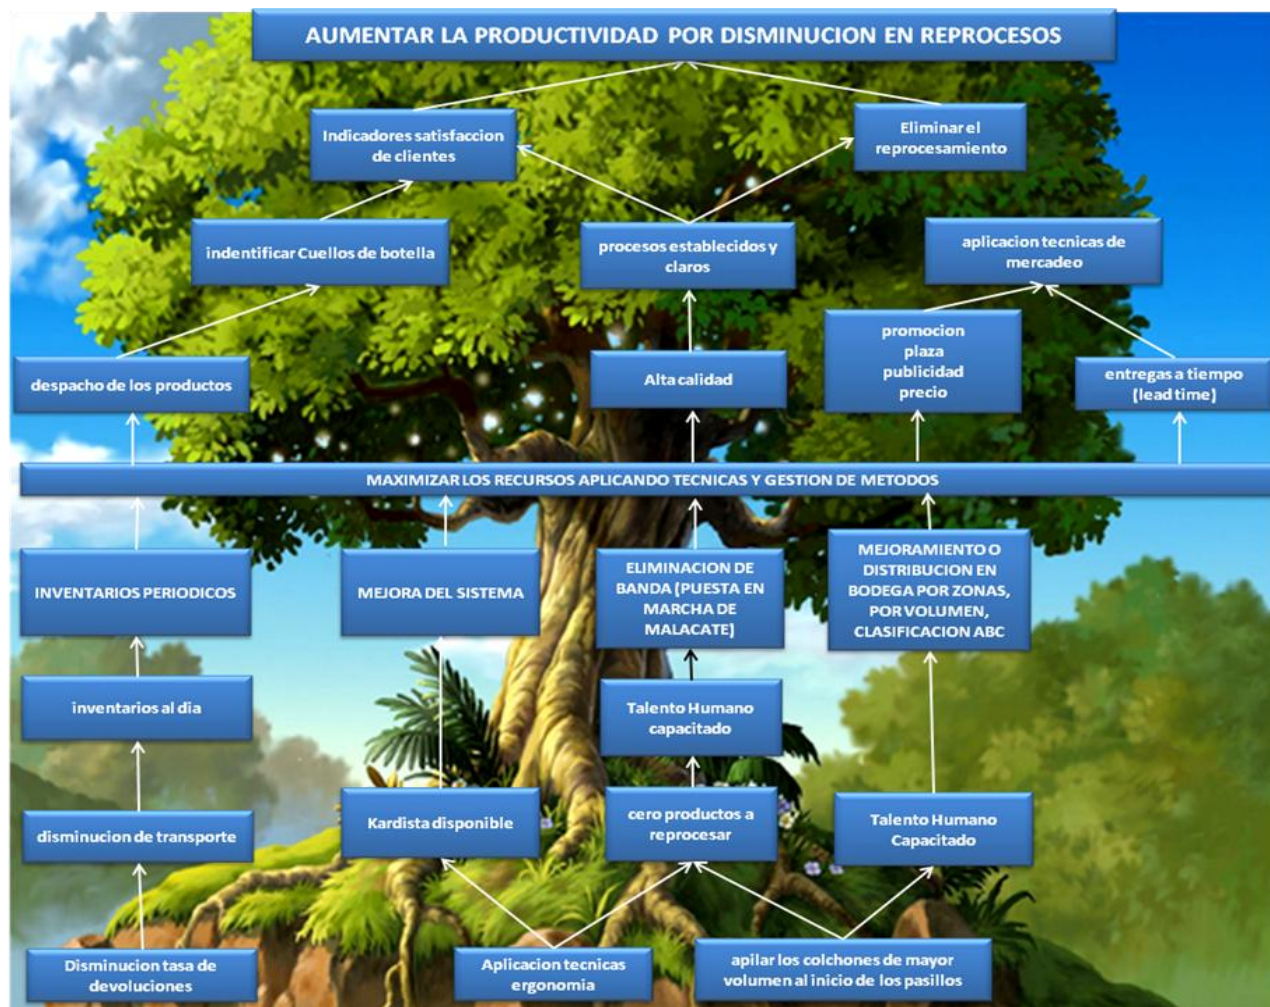 AUMENTAR LA PRODUCTIVIDAD POR DISMINUCION EN REPROCESOS
Indicadores satisfaccion
de clientes
Eliminar el
reprocesamiento
indentificar Cuellos de botella
procesos establecidos y
claros
aplicacion tecnicas de
mercadeo
despacho de los productos
Alta calidad
promocion
plaza
publicidad
precio
entregas a tiempo
(lead time)
MAXIMIZAR LOS RECURSOS APLICANDO TECNICAS Y GESTION DE METODOS
INVENTARIOS PERIODICOS
MEJORA DEL SISTEMA
ELIMINACION DE
BANDA (PUESTA EN
MARCHA DE
MALACATE)
MEJORAMIENTO O
DISTRIBUCION EN
BODEGA POR ZONAS,
POR VOLUMEN,
CLASIFICACION ABC
inventarios al dia
Talento Humano
capacitado
disminucion de transporte
Kardista disponible
cero productos a
reprocesar
Talento Humano
Capacitado
Disminucion tasa de
devoluciones
Aplicacion tecnicas
ergonomia
apilar los colchones de mayor
volumen al inicio de los pasillos